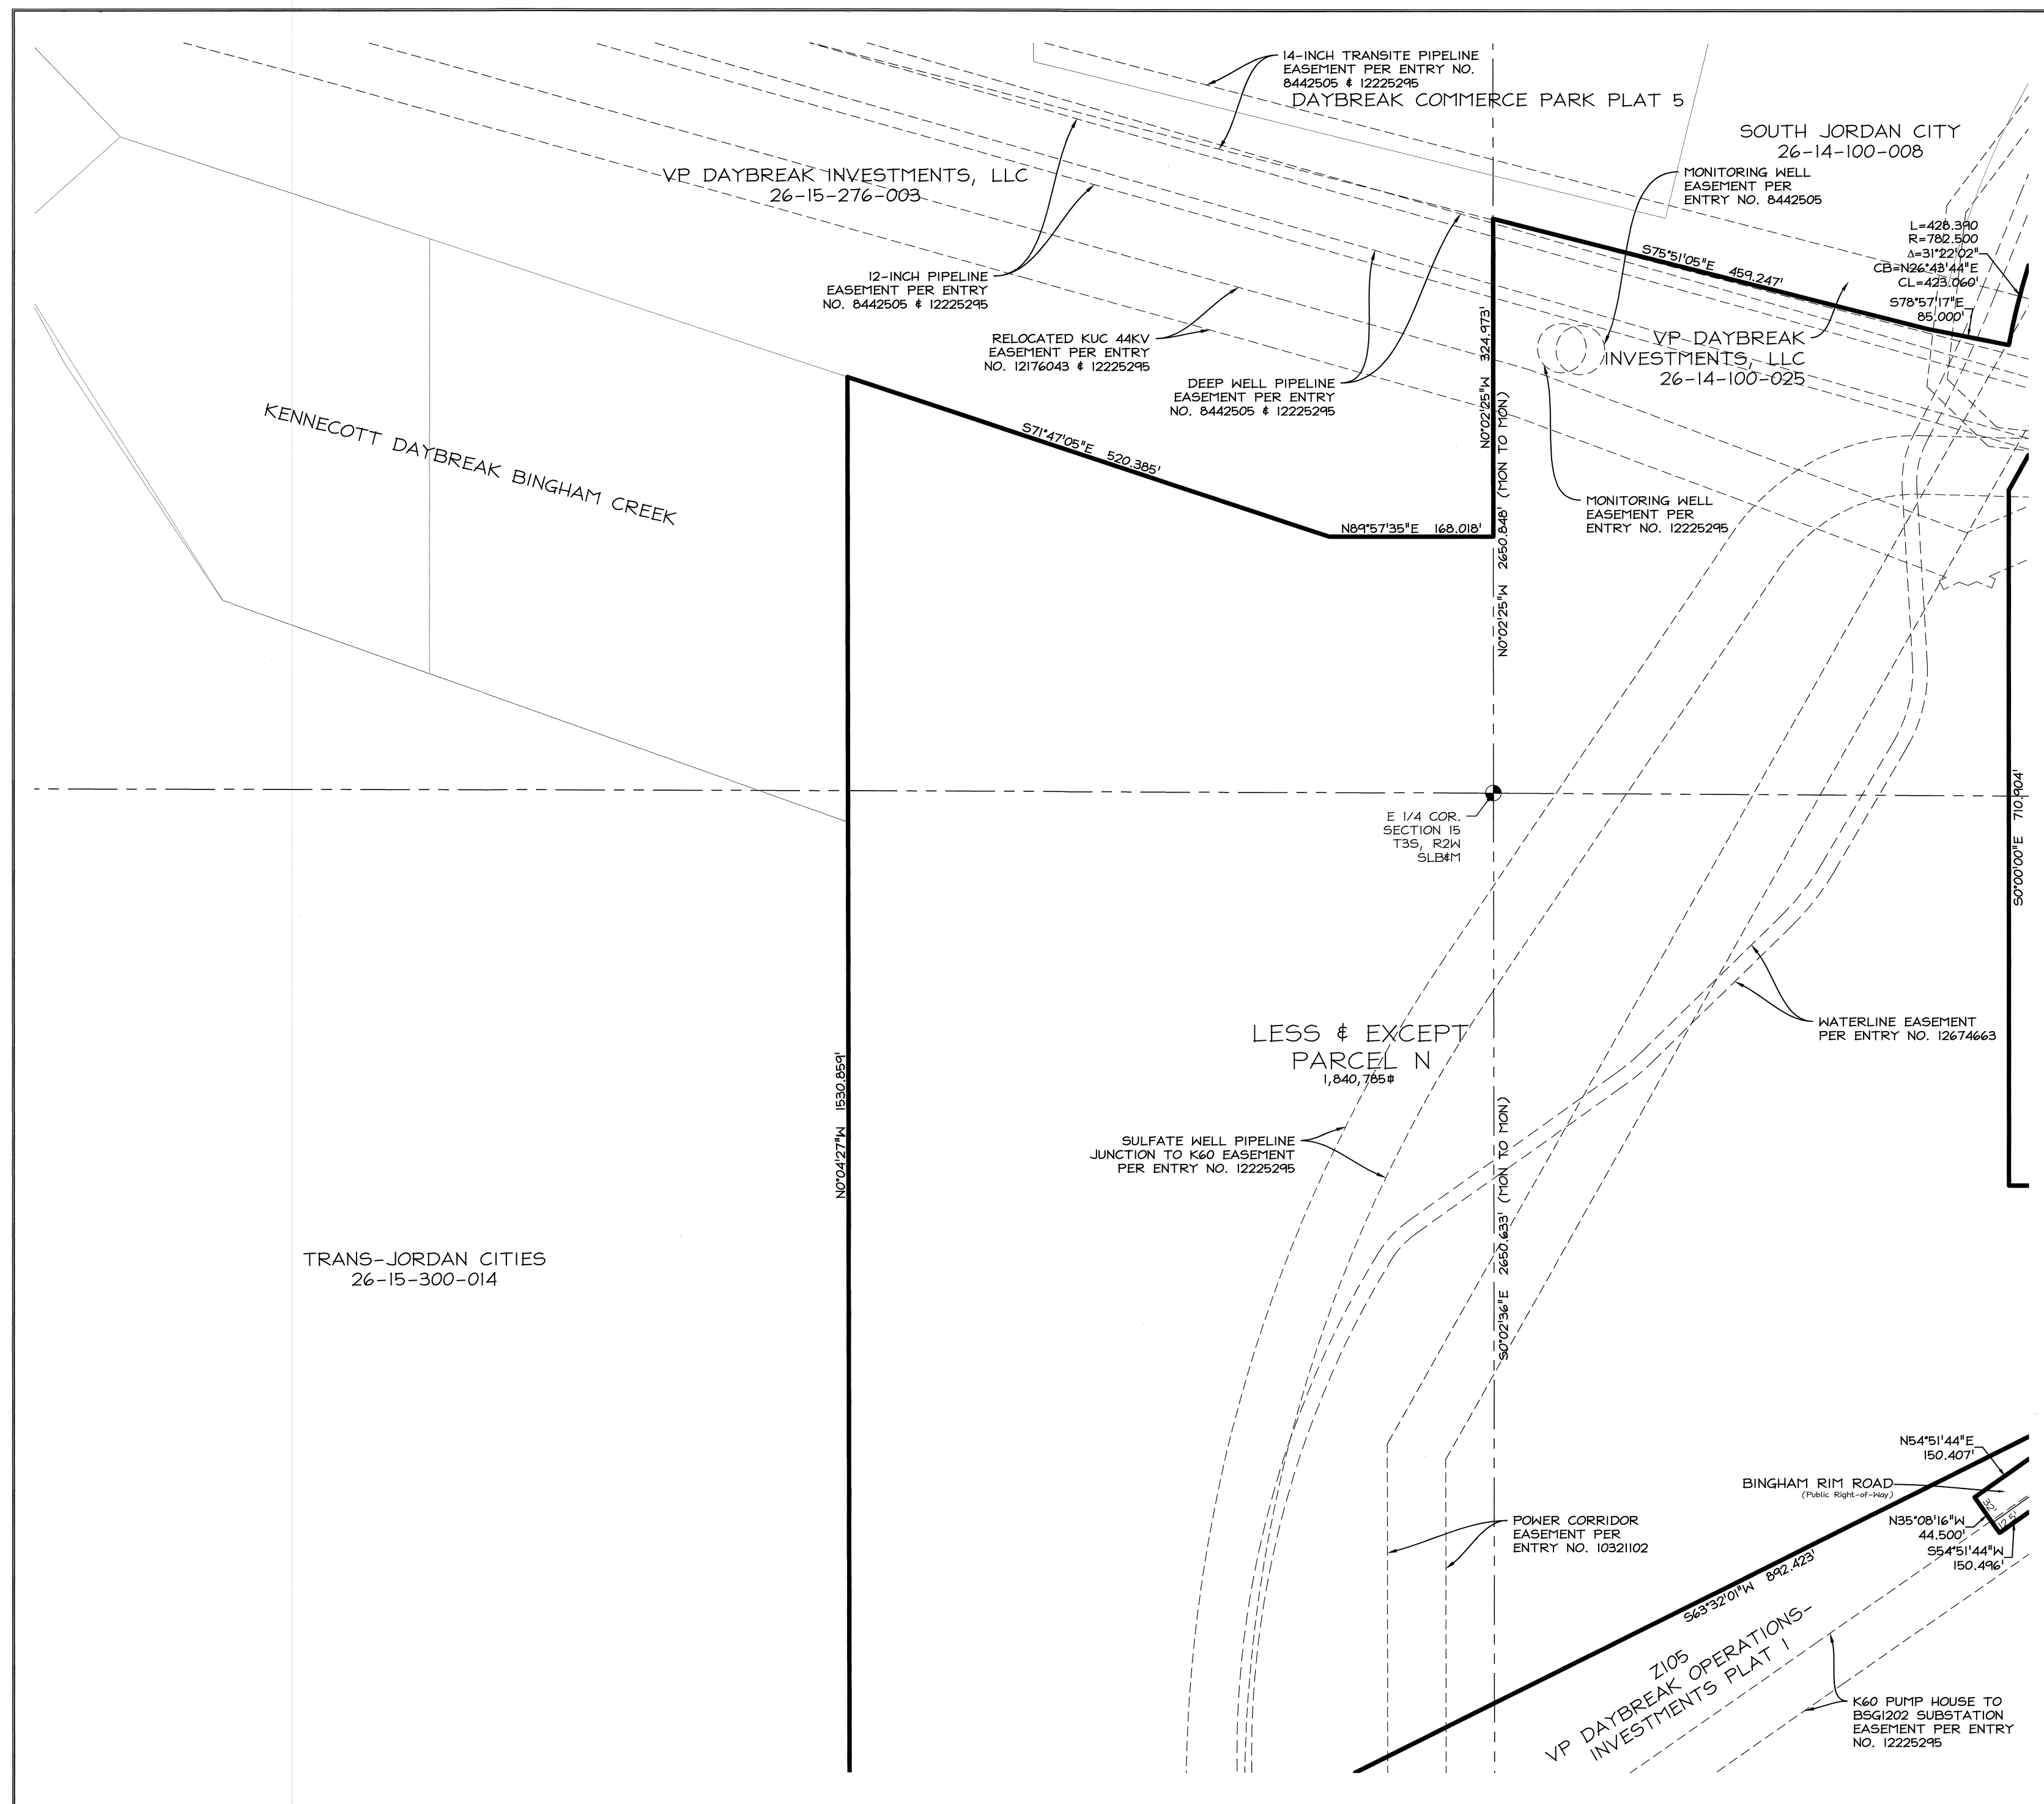 14-INCH TRANSITE PIPELINE
EASEMENT PER ENTRY NO.
8442505 & 12225295
DAYBREAK COMMERCE PARK PLAT 5
SOUTH JORDAN CITY
26-14-100-008
VP DAYBREAK INVESTMENTS, LLC
26-15-276-003
MONITORING WELL
EASEMENT PER
ENTRY NO. 8442505
L=428.390
R=782.500
Δ=31°22'02"
CB=N26°43'44"E
CL=423.060'
S78°57'17"E
85.000'
S75°51'05"E 459.247'
12-INCH PIPELINE
EASEMENT PER ENTRY
NO. 8442505 & 12225295
RELOCATED KUC 44KV
EASEMENT PER ENTRY
NO. 12176043 & 12225295
DEEP WELL PIPELINE
EASEMENT PER ENTRY
NO. 8442505 & 12225295
N0°02'25"W 324.973'
VP DAYBREAK
INVESTMENTS, LLC
26-14-100-025
KENNECOTT DAYBREAK BINGHAM CREEK
S71°47'05"E 520.385'
N89°57'35"E 168.018'
N0°02'25"W 2650.848' (MON TO MON)
MONITORING WELL
EASEMENT PER
ENTRY NO. 12225295
E 1/4 COR.
SECTION 15
T3S, R2W
SLB&M
S0°00'00"E 710.904'
WATERLINE EASEMENT
PER ENTRY NO. 12674663
LESS & EXCEPT
PARCEL N
1,840,785⌗
N0°04'27"W 1530.859'
SULFATE WELL PIPELINE
JUNCTION TO K60 EASEMENT
PER ENTRY NO. 12225295
S0°02'36"E 2650.633' (MON TO MON)
TRANS-JORDAN CITIES
26-15-300-014
N54°51'44"E
150.407'
BINGHAM RIM ROAD
(Public Right-of-Way)
32'
12.5'
N35°08'16"W
44.500'
S54°51'44"W
150.496'
POWER CORRIDOR
EASEMENT PER
ENTRY NO. 10321102
S63°32'01"W 892.423'
Z105
VP DAYBREAK OPERATIONS-
INVESTMENTS PLAT 1
K60 PUMP HOUSE TO
BSG1202 SUBSTATION
EASEMENT PER ENTRY
NO. 12225295